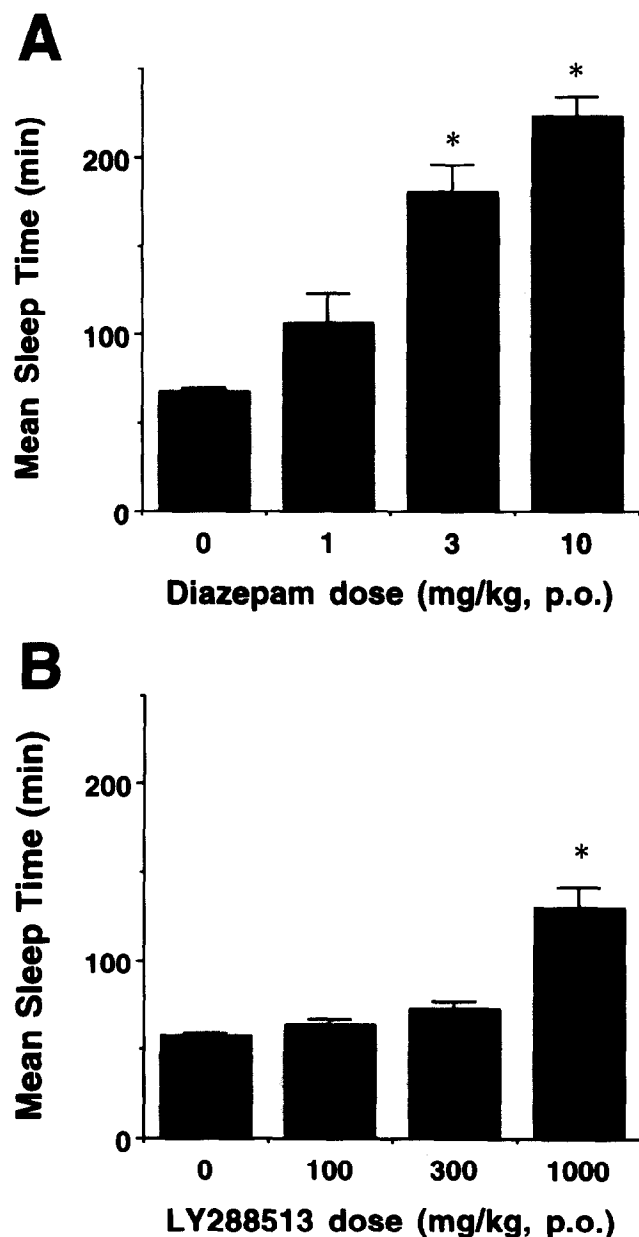 A
Mean Sleep Time (min)
200
100
0
*
*
0 1 3 10
Diazepam dose (mg/kg, p.o.)
B
Mean Sleep Time (min)
200
100
0
*
0 100 300 1000
LY288513 dose (mg/kg, p.o.)